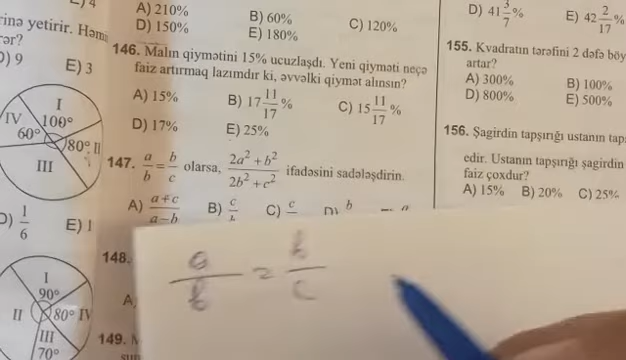 A) 210%
B) 60%
C) 120%
D) 150%
E) 180%
yetirir.
D) 9
E) 3
I
100°
IV
60°
80° II
III
D) 1/6
E) 1
I
90°
II
80° IV
III
70°
146. Malın qiymətini 15% ucuzlaşdı. Yeni qiyməti neçə
faiz artırmaq lazımdır ki, əvvəlki qiymət alınsın?
A) 15%
B) 17 11/17 %
C) 15 11/17 %
D) 17%
E) 25%
147. a/b = b/c olarsa, (2a² + b²)/(2b² + c²) ifadəsini sadələşdirin.
A) (a + c)/(a − b)
B) c
C) c
D) b
148.
A
149.
a/b = b/c
D) 41 3/7 %
E) 42 2/17 %
155. Kvadratın tərəfini 2 dəfə böy
artar?
A) 300%
B) 100%
D) 800%
E) 500%
156. Şagirdin tapşırığı ustanın tap
edir. Ustanın tapşırığı şagirdin
faiz çoxdur?
A) 15% B) 20% C) 25%